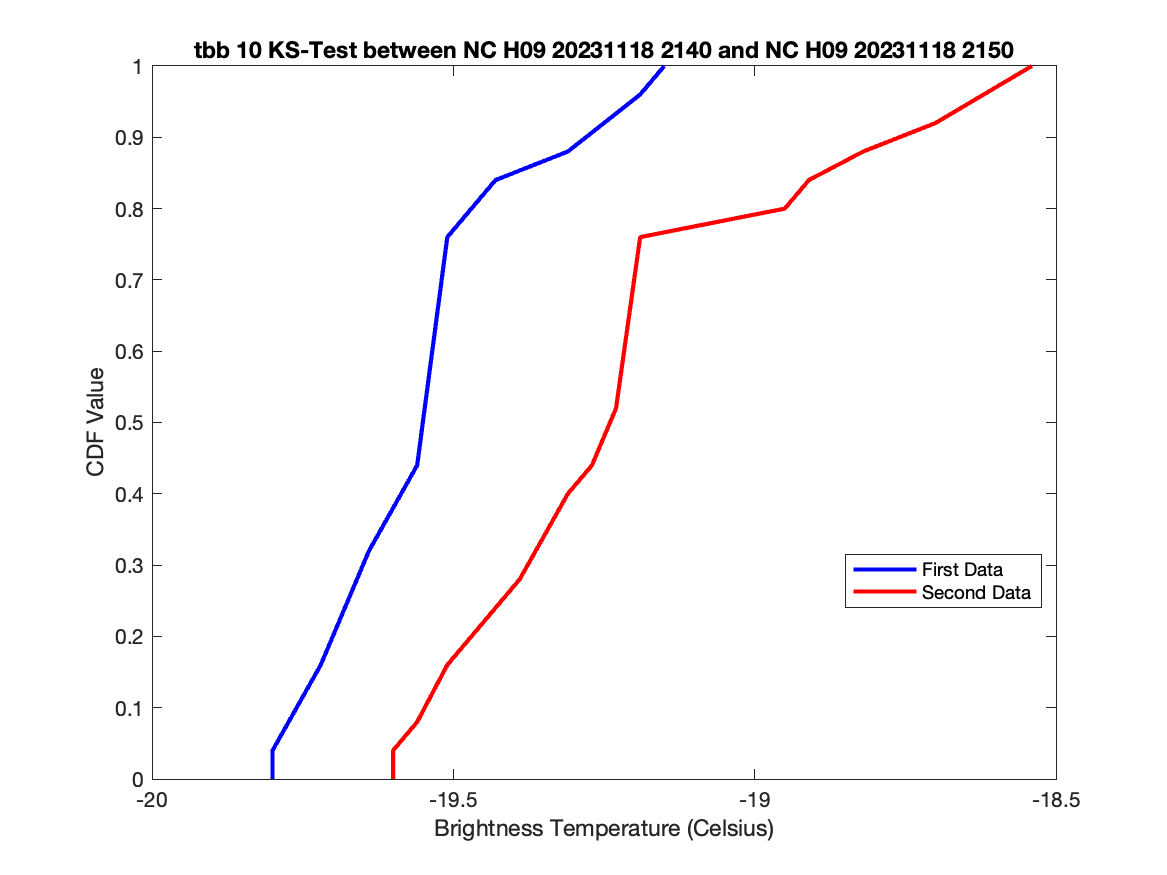 tbb 10 KS-Test between NC H09 20231118 2140 and NC H09 20231118 2150
1
0.9
0.8
0.7
0.6
0.5
0.4
0.3
0.2
0.1
0
CDF Value
First Data
Second Data
-20 -19.5 -19 -18.5
Brightness Temperature (Celsius)